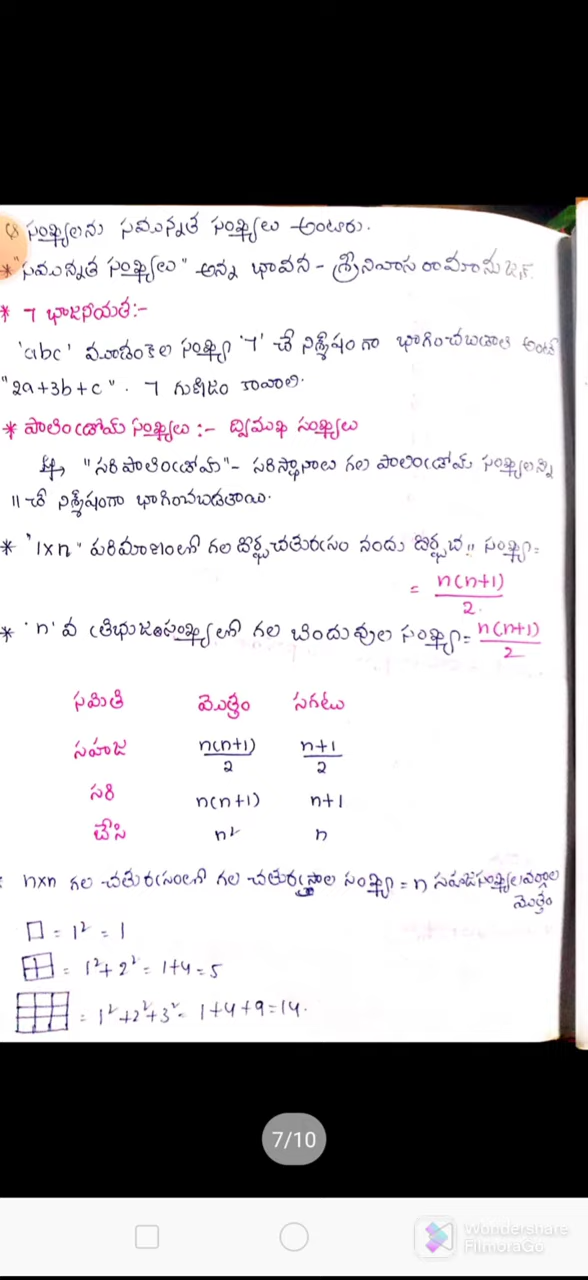 సంఖ్యలను సమున్నత సంఖ్యలు అంటారు.
* "సమున్నత సంఖ్యలు" అన్న భావన - శ్రీనివాస రామానుజన్.
* 7 భాజనీయత:-
'abc' మూడంకెల సంఖ్య '7' చే నిశ్శేషంగా భాగించబడాలి అంటే
"2a+3b+c". 7 గుణిజం కావాలి.
* పాలిండ్రోమ్ సంఖ్యలు :- ద్విముఖ సంఖ్యలు
"సరిపాలిండ్రోమ్" - సరిస్థానాలు గల పాలిండ్రోమ్ సంఖ్యలన్ని
11 చే నిశ్శేషంగా భాగించబడతాయి.
* '1×n' పరిమాణంలో గల దీర్ఘచతురస్రం నందు దీర్ఘచ" సంఖ్య =
= n(n+1)/2.
* 'n' వ త్రిభుజసంఖ్యలో గల బిందువుల సంఖ్య = n(n+1)/2
సమితి మొత్తం సగటు
సహజ n(n+1)/2 n+1/2
సరి n(n+1) n+1
బేసి n² n
: n×n గల చతురస్రంలో గల చతురస్రాల సంఖ్య = n సహజసంఖ్యల వర్గాల
మొత్తం
= 1² = 1
= 1²+2² = 1+4 = 5
= 1²+2²+3² = 1+4+9 = 14.
7/10
Wondershare
FilmoraGo